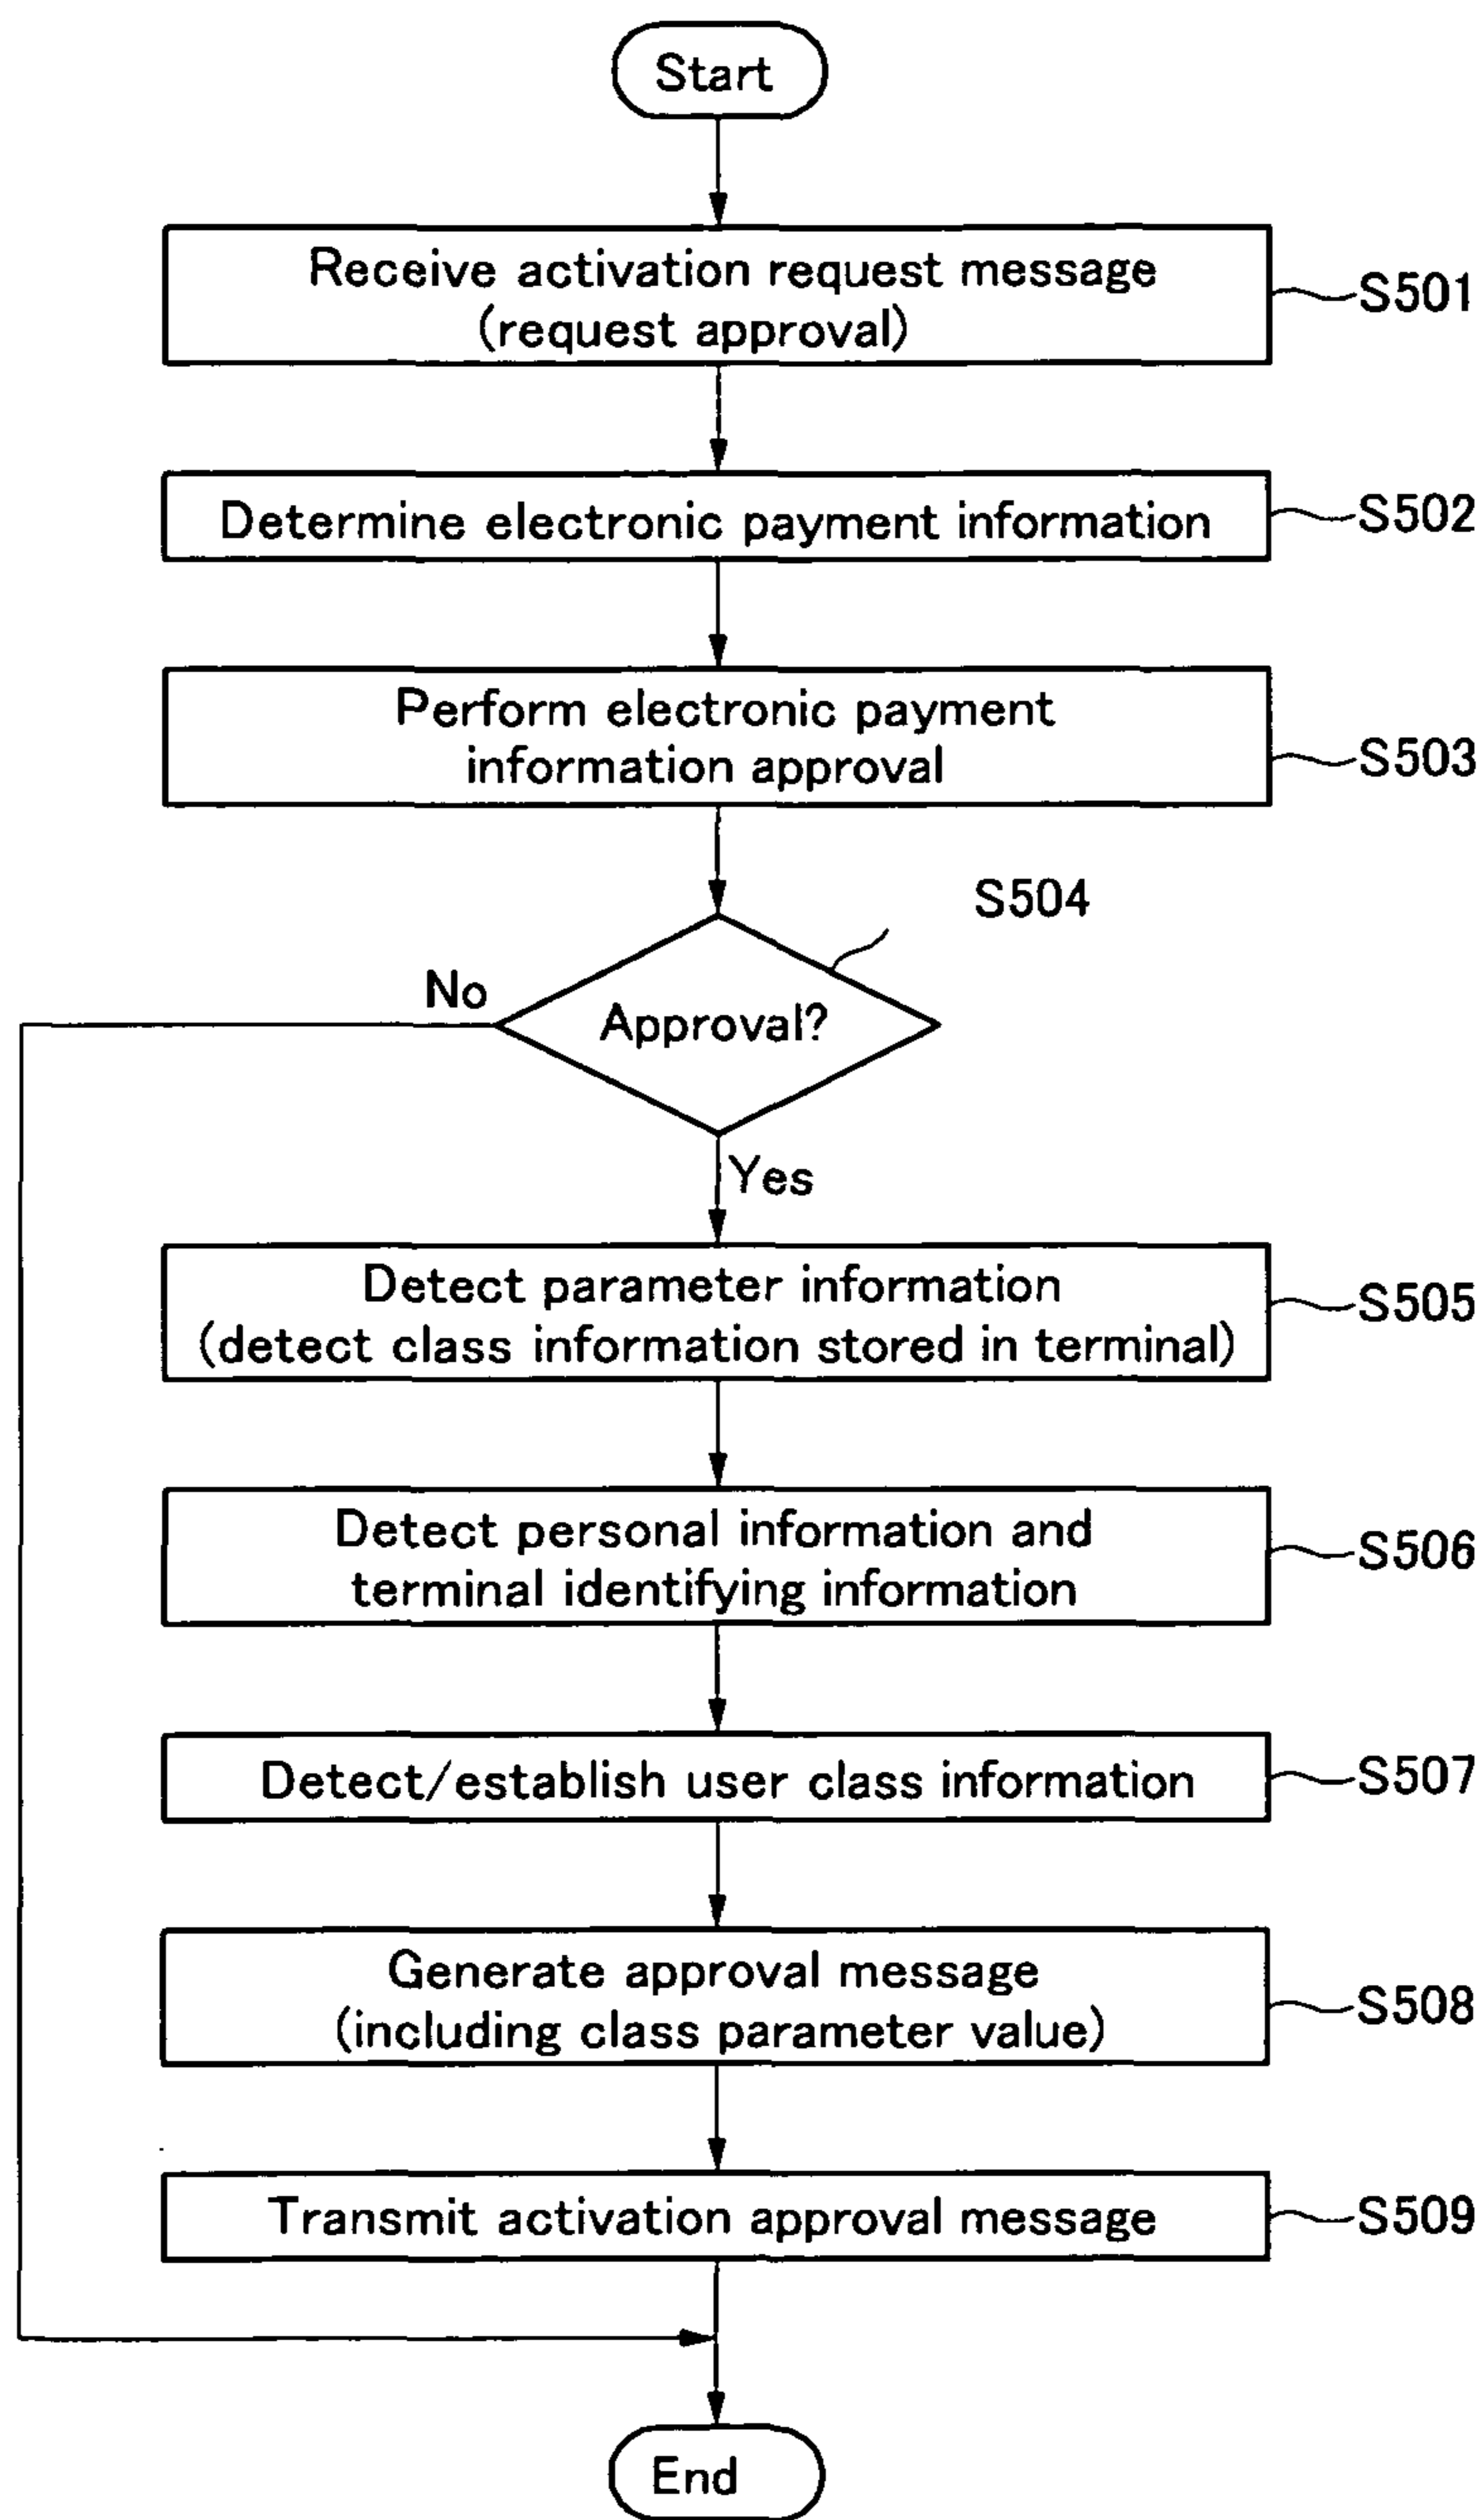 Start
Receive activation request message
(request approval)
S501
Determine electronic payment information
S502
Perform electronic payment
information approval
S503
S504
No
Approval?
Yes
Detect parameter information
(detect class information stored in terminal)
S505
Detect personal information and
terminal identifying information
S506
Detect/establish user class information
S507
Generate approval message
(including class parameter value)
S508
Transmit activation approval message
S509
End